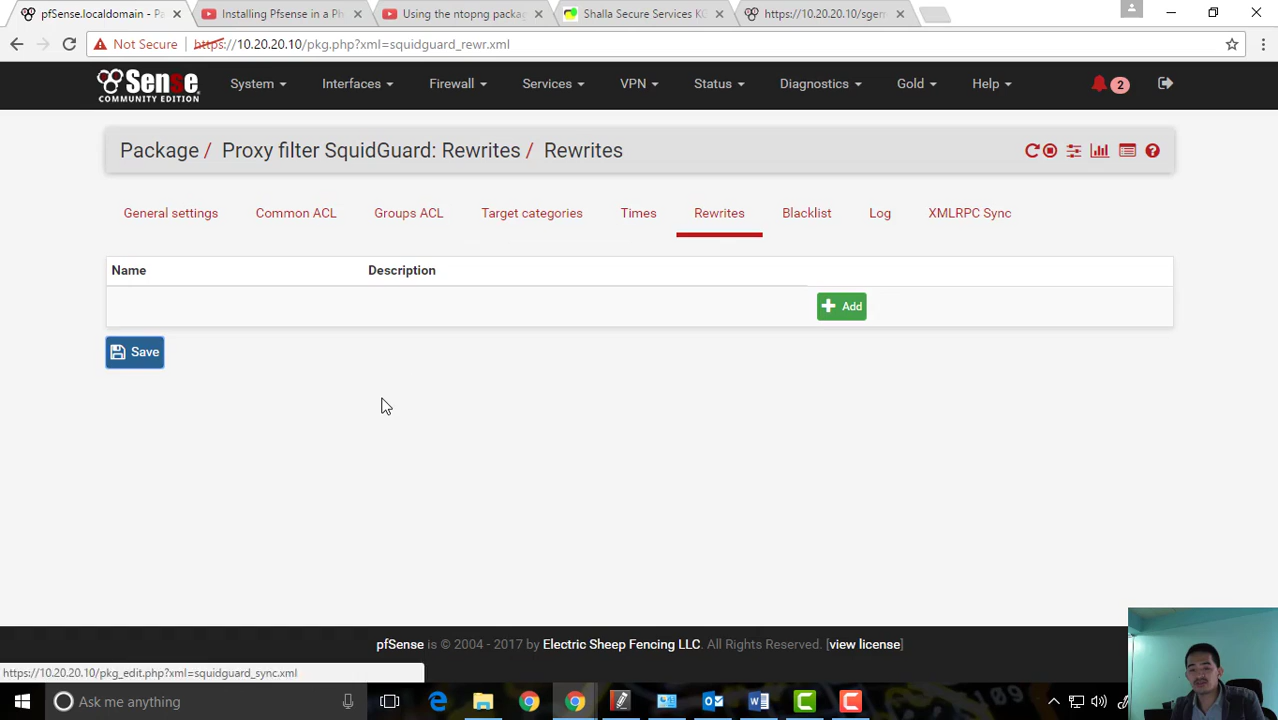 pfSense.localdomain - Pa
Installing Pfsense in a Ph
Using the ntopng packag
Shalla Secure Services KG
https://10.20.20.10/sger
Not Secure
https://10.20.20.10/pkg.php?xml=squidguard_rewr.xml
Sense
COMMUNITY EDITION
System
Interfaces
Firewall
Services
VPN
Status
Diagnostics
Gold
Help
2
Package / Proxy filter SquidGuard: Rewrites / Rewrites
General settings
Common ACL
Groups ACL
Target categories
Times
Rewrites
Blacklist
Log
XMLRPC Sync
Name
Description
Add
Save
pfSense is © 2004 - 2017 by Electric Sheep Fencing LLC. All Rights Reserved. [view license]
https://10.20.20.10/pkg_edit.php?xml=squidguard_sync.xml
Ask me anything